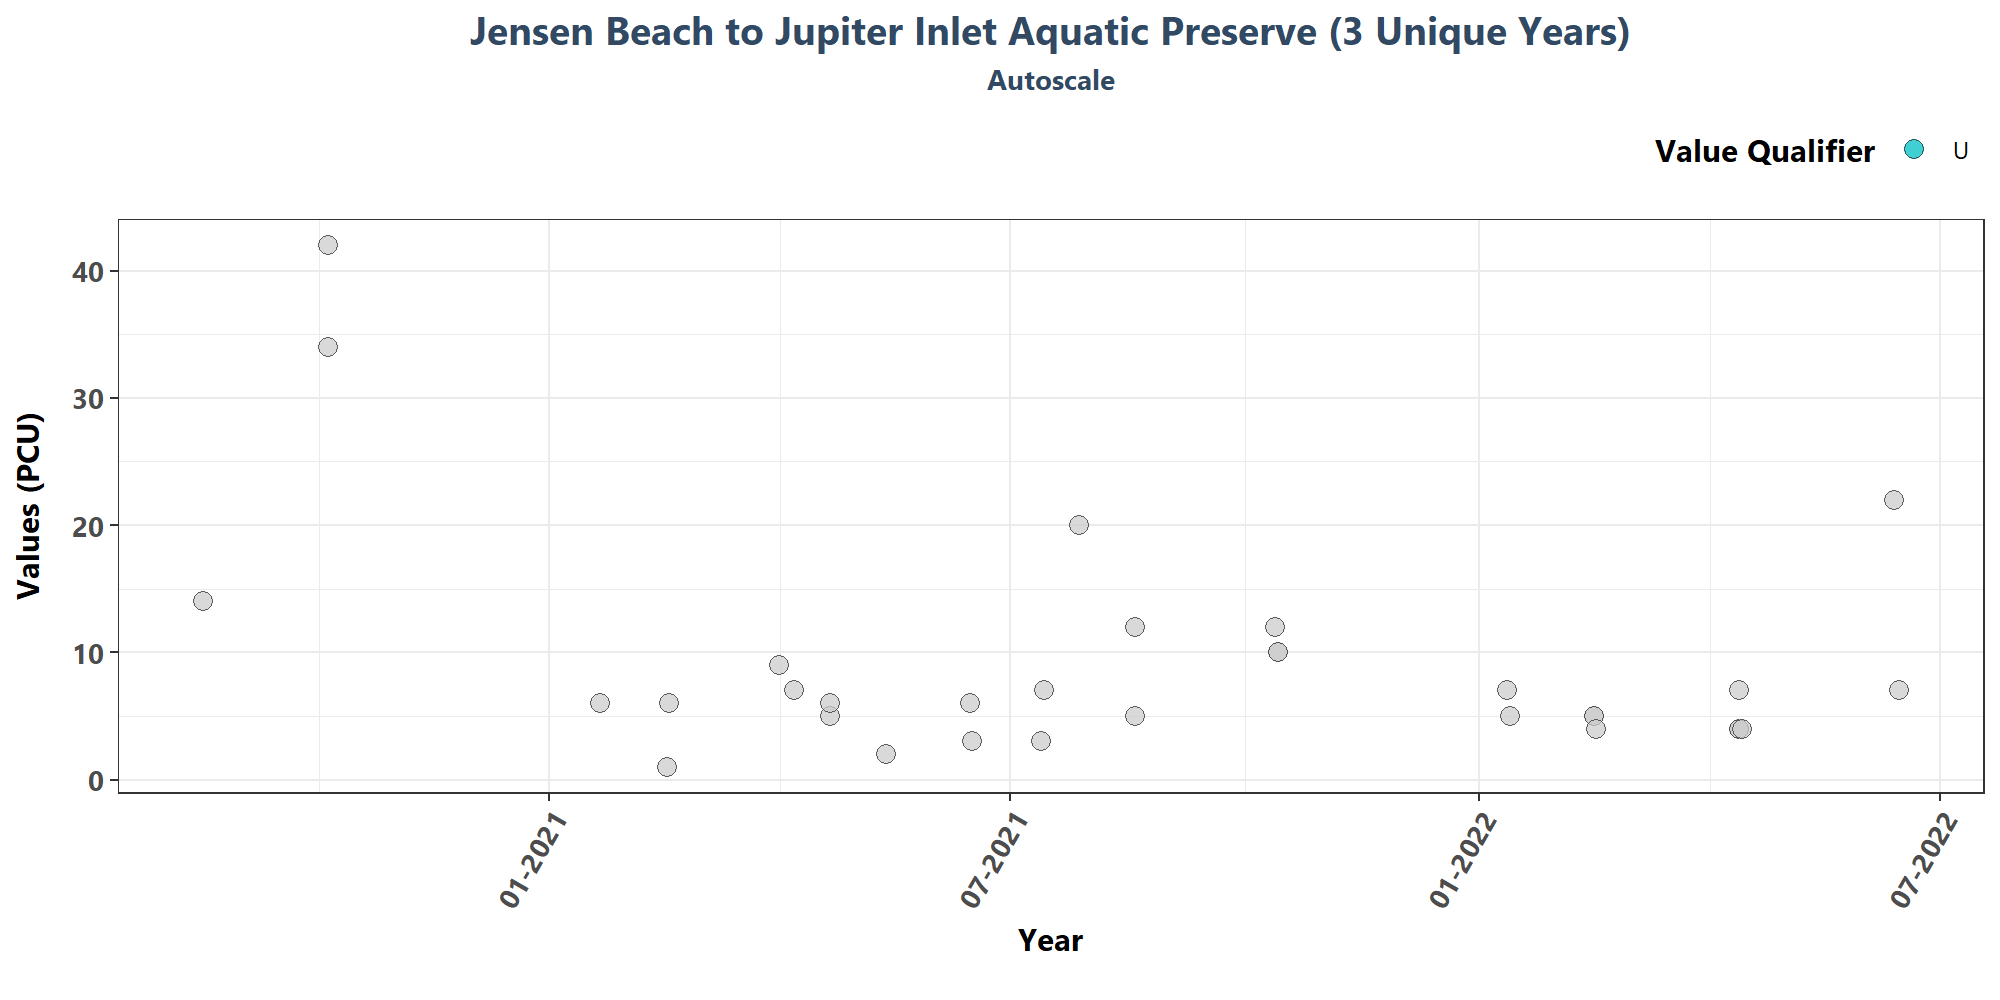 Jensen Beach to Jupiter Inlet Aquatic Preserve (3 Unique Years)
Autoscale
Value Qualifier U
Values (PCU)
40
30
20
10
0
01-2021
07-2021
01-2022
07-2022
Year